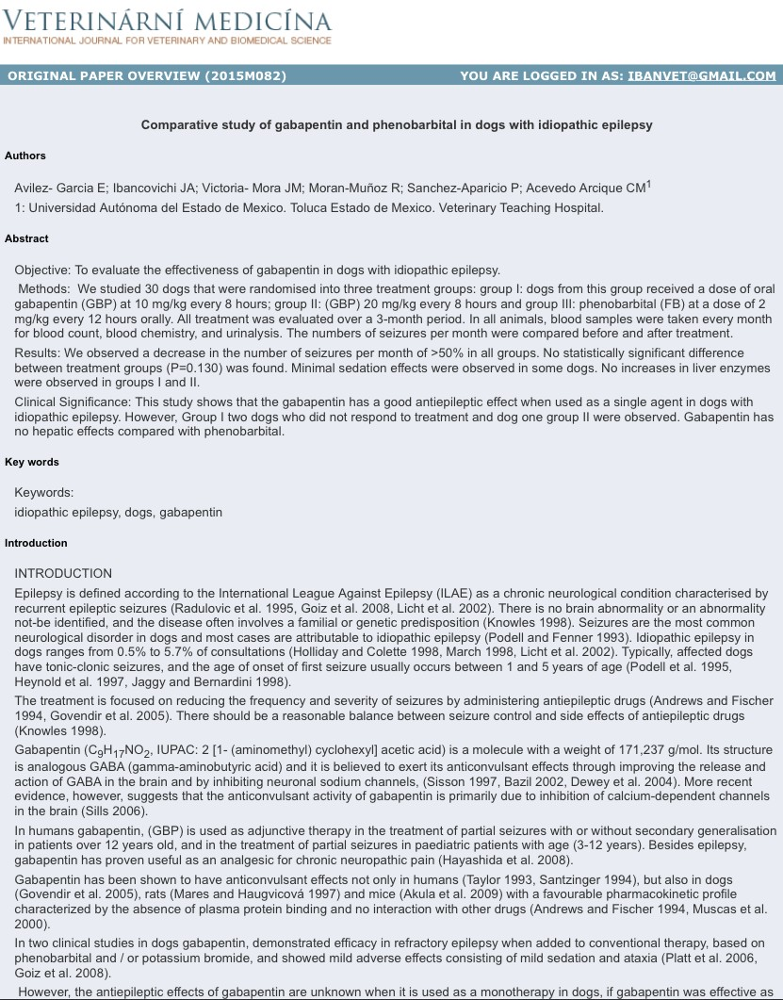 VETERINÁRNÍ MEDICÍNA
INTERNATIONAL JOURNAL FOR VETERINARY AND BIOMEDICAL SCIENCE
ORIGINAL PAPER OVERVIEW (2015M082) YOU ARE LOGGED IN AS: IBANVET@GMAIL.COM
Comparative study of gabapentin and phenobarbital in dogs with idiopathic epilepsy
Authors
Avilez- Garcia E; Ibancovichi JA; Victoria- Mora JM; Moran-Muñoz R; Sanchez-Aparicio P; Acevedo Arcique CM1
1: Universidad Autónoma del Estado de Mexico. Toluca Estado de Mexico. Veterinary Teaching Hospital.
Abstract
Objective: To evaluate the effectiveness of gabapentin in dogs with idiopathic epilepsy.
Methods: We studied 30 dogs that were randomised into three treatment groups: group I: dogs from this group received a dose of oral
gabapentin (GBP) at 10 mg/kg every 8 hours; group II: (GBP) 20 mg/kg every 8 hours and group III: phenobarbital (FB) at a dose of 2
mg/kg every 12 hours orally. All treatment was evaluated over a 3-month period. In all animals, blood samples were taken every month
for blood count, blood chemistry, and urinalysis. The numbers of seizures per month were compared before and after treatment.
Results: We observed a decrease in the number of seizures per month of >50% in all groups. No statistically significant difference
between treatment groups (P=0.130) was found. Minimal sedation effects were observed in some dogs. No increases in liver enzymes
were observed in groups I and II.
Clinical Significance: This study shows that the gabapentin has a good antiepileptic effect when used as a single agent in dogs with
idiopathic epilepsy. However, Group I two dogs who did not respond to treatment and dog one group II were observed. Gabapentin has
no hepatic effects compared with phenobarbital.
Key words
Keywords:
idiopathic epilepsy, dogs, gabapentin
Introduction
INTRODUCTION
Epilepsy is defined according to the International League Against Epilepsy (ILAE) as a chronic neurological condition characterised by
recurrent epileptic seizures (Radulovic et al. 1995, Goiz et al. 2008, Licht et al. 2002). There is no brain abnormality or an abnormality
not-be identified, and the disease often involves a familial or genetic predisposition (Knowles 1998). Seizures are the most common
neurological disorder in dogs and most cases are attributable to idiopathic epilepsy (Podell and Fenner 1993). Idiopathic epilepsy in
dogs ranges from 0.5% to 5.7% of consultations (Holliday and Colette 1998, March 1998, Licht et al. 2002). Typically, affected dogs
have tonic-clonic seizures, and the age of onset of first seizure usually occurs between 1 and 5 years of age (Podell et al. 1995,
Heynold et al. 1997, Jaggy and Bernardini 1998).
The treatment is focused on reducing the frequency and severity of seizures by administering antiepileptic drugs (Andrews and Fischer
1994, Govendir et al. 2005). There should be a reasonable balance between seizure control and side effects of antiepileptic drugs
(Knowles 1998).
Gabapentin (C9H17NO2, IUPAC: 2 [1- (aminomethyl) cyclohexyl] acetic acid) is a molecule with a weight of 171,237 g/mol. Its structure
is analogous GABA (gamma-aminobutyric acid) and it is believed to exert its anticonvulsant effects through improving the release and
action of GABA in the brain and by inhibiting neuronal sodium channels, (Sisson 1997, Bazil 2002, Dewey et al. 2004). More recent
evidence, however, suggests that the anticonvulsant activity of gabapentin is primarily due to inhibition of calcium-dependent channels
in the brain (Sills 2006).
In humans gabapentin, (GBP) is used as adjunctive therapy in the treatment of partial seizures with or without secondary generalisation
in patients over 12 years old, and in the treatment of partial seizures in paediatric patients with age (3-12 years). Besides epilepsy,
gabapentin has proven useful as an analgesic for chronic neuropathic pain (Hayashida et al. 2008).
Gabapentin has been shown to have anticonvulsant effects not only in humans (Taylor 1993, Santzinger 1994), but also in dogs
(Govendir et al. 2005), rats (Mares and Haugvicová 1997) and mice (Akula et al. 2009) with a favourable pharmacokinetic profile
characterized by the absence of plasma protein binding and no interaction with other drugs (Andrews and Fischer 1994, Muscas et al.
2000).
In two clinical studies in dogs gabapentin, demonstrated efficacy in refractory epilepsy when added to conventional therapy, based on
phenobarbital and / or potassium bromide, and showed mild adverse effects consisting of mild sedation and ataxia (Platt et al. 2006,
Goiz et al. 2008).
However, the antiepileptic effects of gabapentin are unknown when it is used as a monotherapy in dogs, if gabapentin was effective as